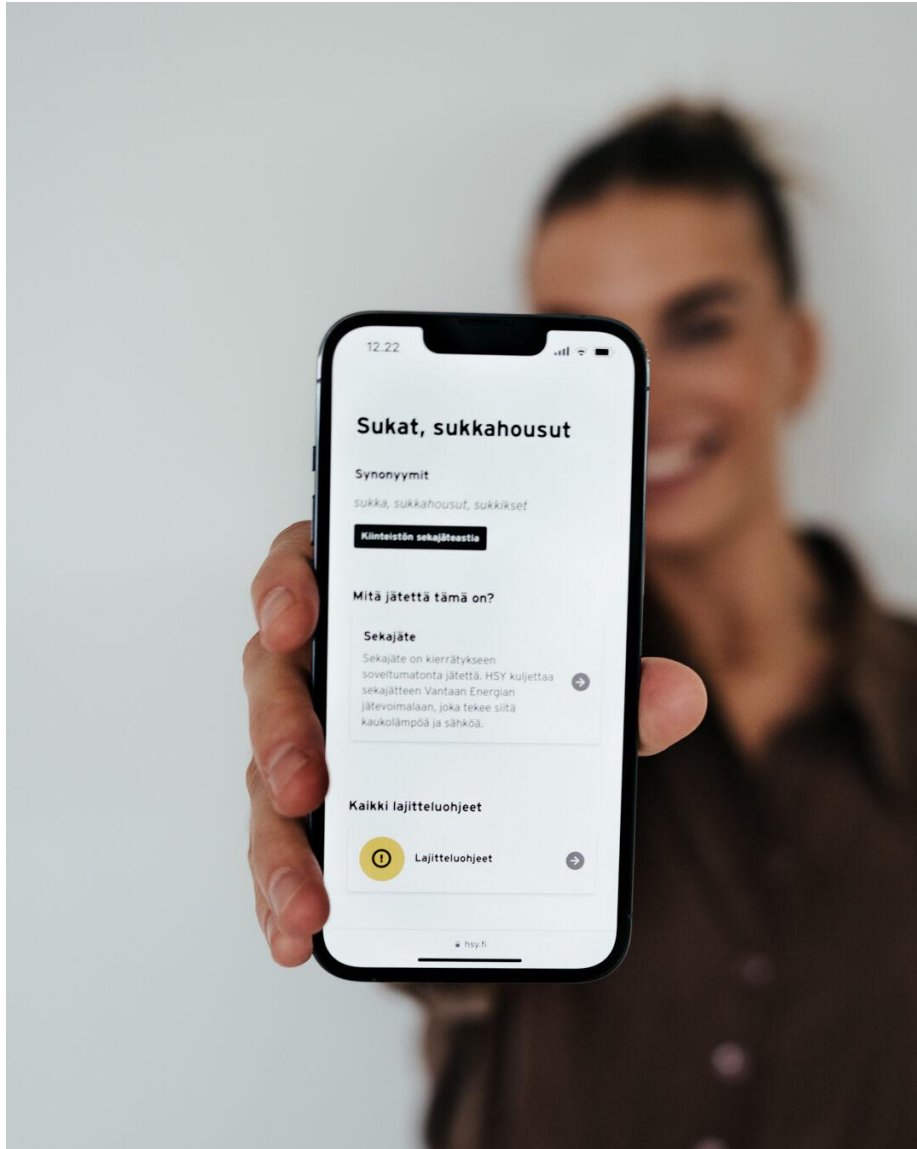 12.22
Sukat, sukkahousut
Synonyymit
sukka, sukkahousut, sukkikset
Kiinteistön sekajäteastia
Mitä jätettä tämä on?
Sekajäte
Sekajäte on kierrätykseen
soveltumatonta jätettä. HSY kuljettaa
sekajätteen Vantaan Energian
jätevoimalaan, joka tekee siitä
kaukolämpöä ja sähköä.
Kaikki lajitteluohjeet
Lajitteluohjeet
hsy.fi